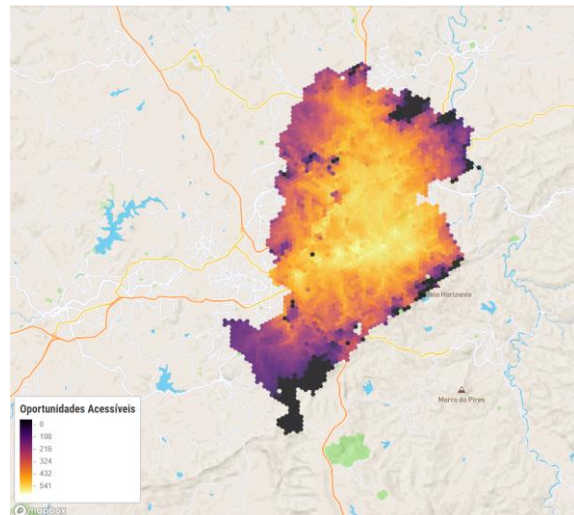 Belo Horizonte
Morro do Pires
Oportunidades Acessíveis
0
108
216
324
432
541
mapbox